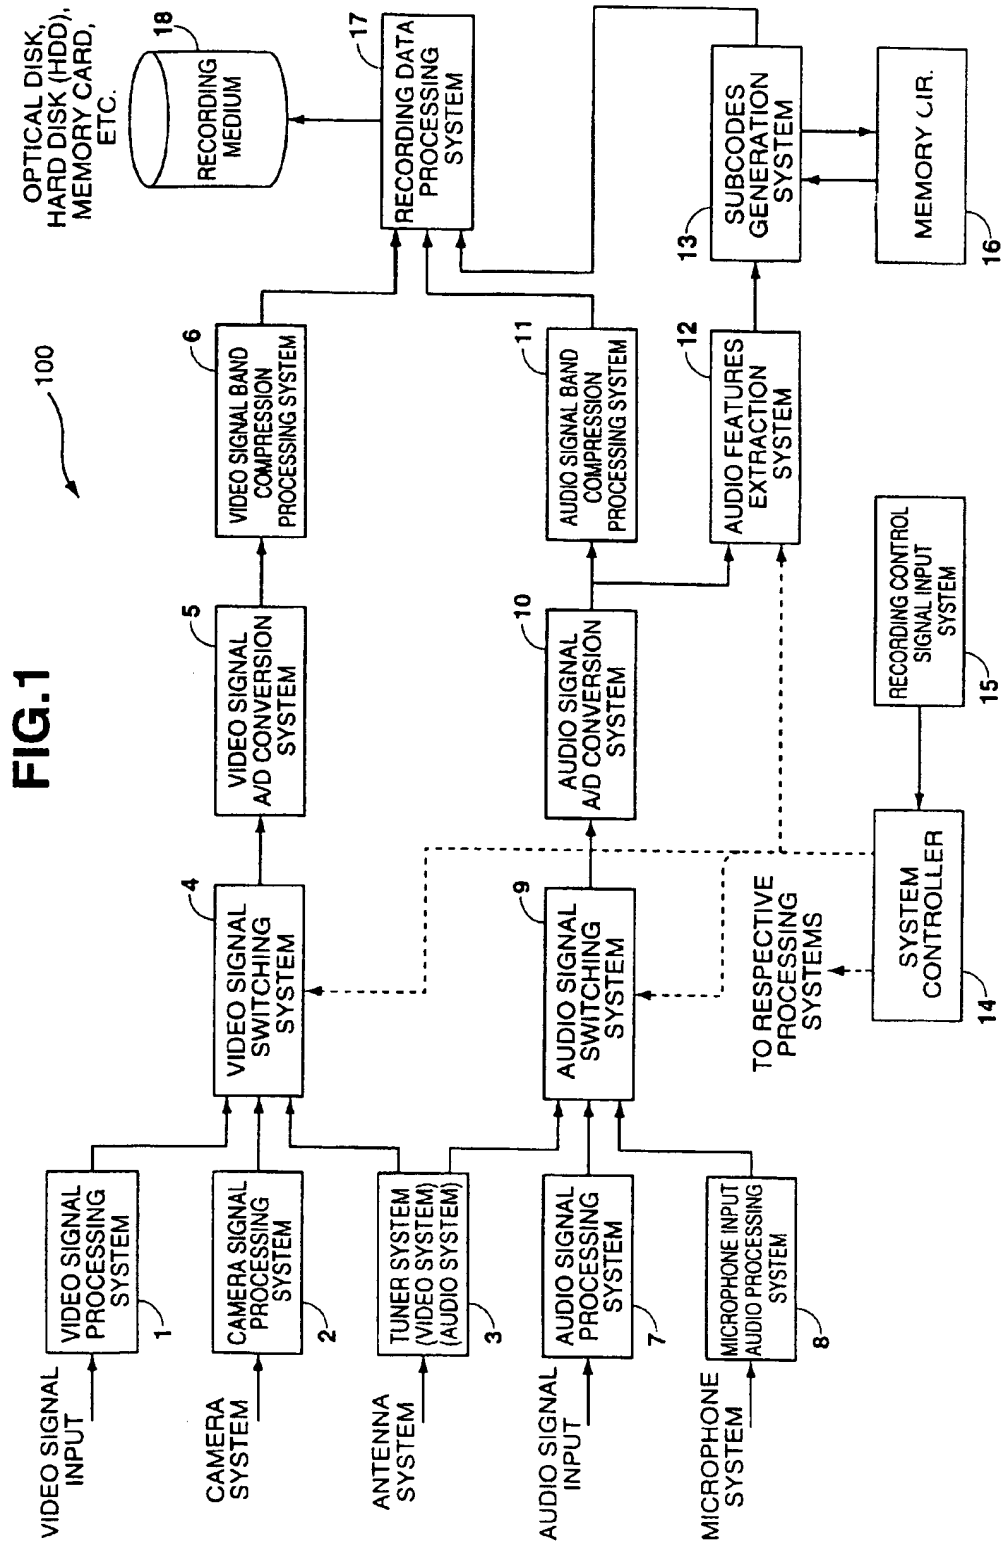 FIG.1
100
VIDEO SIGNAL
INPUT
VIDEO SIGNAL
PROCESSING
SYSTEM
1
CAMERA
SYSTEM
CAMERA SIGNAL
PROCESSING
SYSTEM
2
ANTENNA
SYSTEM
TUNER SYSTEM
(VIDEO SYSTEM)
(AUDIO SYSTEM)
3
AUDIO SIGNAL
INPUT
AUDIO SIGNAL
PROCESSING
SYSTEM
7
MICROPHONE
SYSTEM
MICROPHONE INPUT
AUDIO PROCESSING
SYSTEM
8
VIDEO SIGNAL
SWITCHING
SYSTEM
4
AUDIO SIGNAL
SWITCHING
SYSTEM
9
VIDEO SIGNAL
A/D CONVERSION
SYSTEM
5
AUDIO SIGNAL
A/D CONVERSION
SYSTEM
10
VIDEO SIGNAL BAND
COMPRESSION
PROCESSING SYSTEM
6
AUDIO SIGNAL BAND
COMPRESSION
PROCESSING SYSTEM
11
AUDIO FEATURES
EXTRACTION
SYSTEM
12
SUBCODES
GENERATION
SYSTEM
13
MEMORY CIR.
16
TO RESPECTIVE
PROCESSING
SYSTEMS
SYSTEM
CONTROLLER
14
RECORDING CONTROL
SIGNAL INPUT
SYSTEM
15
RECORDING DATA
PROCESSING
SYSTEM
17
RECORDING
MEDIUM
18
OPTICAL DISK,
HARD DISK (HDD),
MEMORY CARD,
ETC.